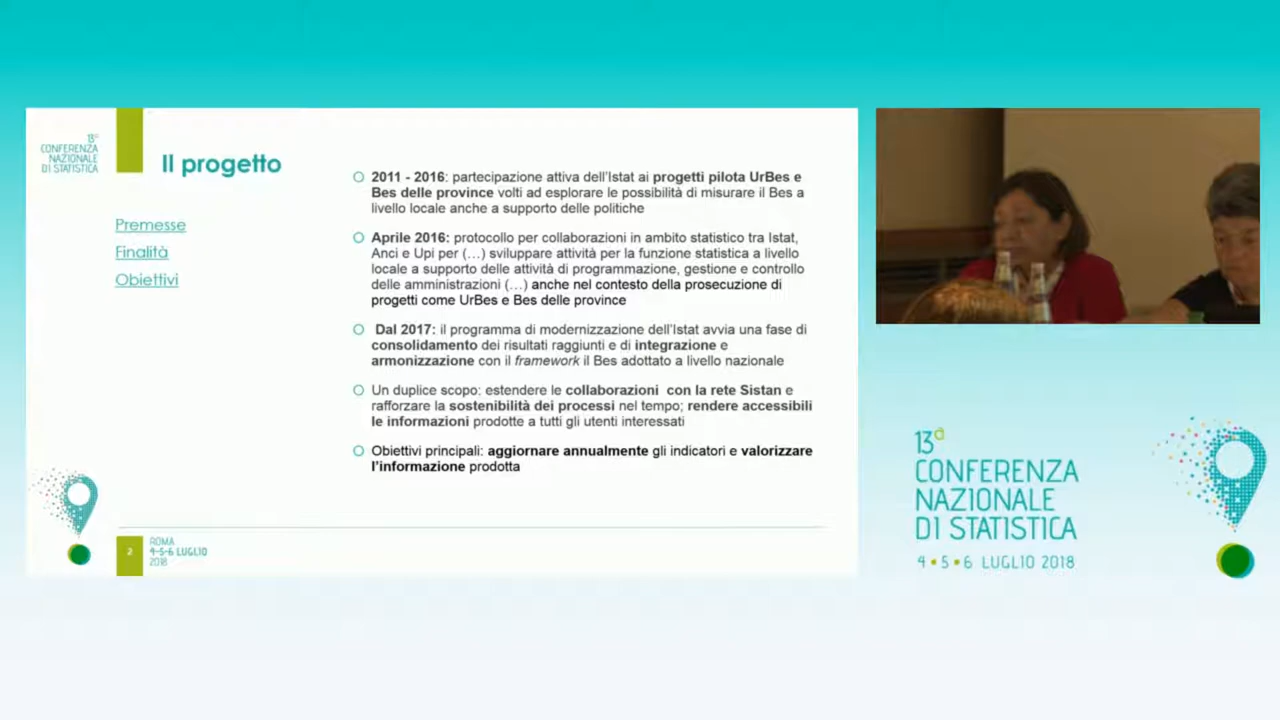 13a
CONFERENZA
NAZIONALE
DI STATISTICA
Il progetto
Premesse
Finalità
Obiettivi
2011 - 2016: partecipazione attiva dell'Istat ai progetti pilota UrBes e
Bes delle province volti ad esplorare le possibilità di misurare il Bes a
livello locale anche a supporto delle politiche
Aprile 2016: protocollo per collaborazioni in ambito statistico tra Istat,
Anci e Upi per (…) sviluppare attività per la funzione statistica a livello
locale a supporto delle attività di programmazione, gestione e controllo
delle amministrazioni (…) anche nel contesto della prosecuzione di
progetti come UrBes e Bes delle province
Dal 2017: il programma di modernizzazione dell'Istat avvia una fase di
consolidamento dei risultati raggiunti e di integrazione e
armonizzazione con il framework il Bes adottato a livello nazionale
Un duplice scopo: estendere le collaborazioni con la rete Sistan e
rafforzare la sostenibilità dei processi nel tempo; rendere accessibili
le informazioni prodotte a tutti gli utenti interessati
Obiettivi principali: aggiornare annualmente gli indicatori e valorizzare
l'informazione prodotta
2
ROMA
4-5-6 LUGLIO
2018
13a
CONFERENZA
NAZIONALE
DI STATISTICA
4 • 5 • 6 LUGLIO 2018